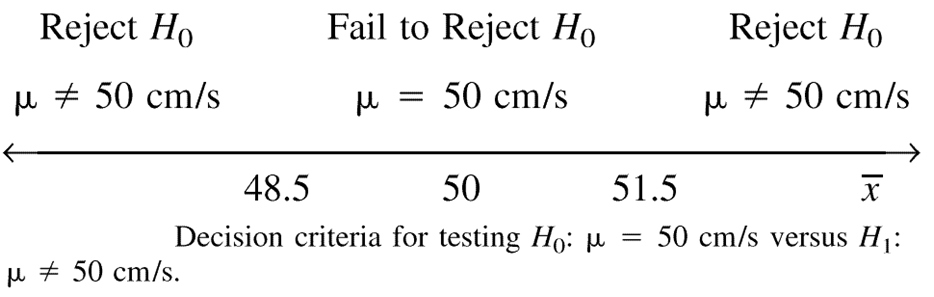 Reject H₀ Fail to Reject H₀ Reject H₀
μ ≠ 50 cm/s μ = 50 cm/s μ ≠ 50 cm/s
48.5 50 51.5 x̅
Decision criteria for testing H₀: μ = 50 cm/s versus H₁:
μ ≠ 50 cm/s.